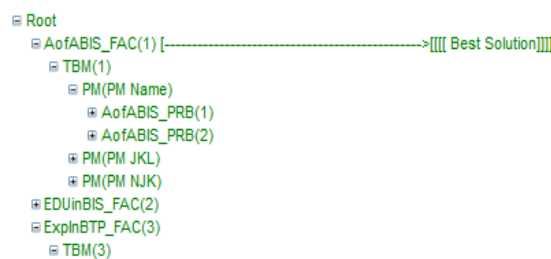 Root
AofABIS_FAC(1) [----------------------------------------------->[[[[ Best Solution]]]]
TBM(1)
PM(PM Name)
AofABIS_PRB(1)
AofABIS_PRB(2)
PM(PM JKL)
PM(PM NJK)
EDUinBIS_FAC(2)
ExpInBTP_FAC(3)
TBM(3)